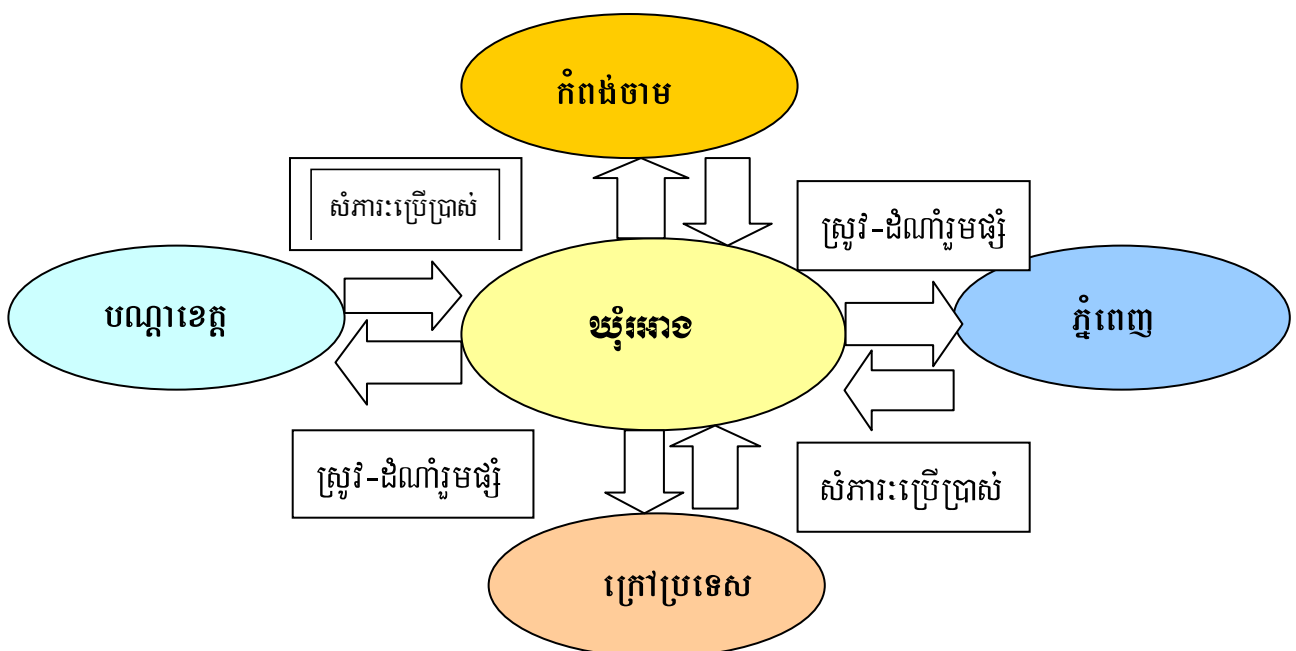 កំពង់ចាម
សំភារៈប្រើប្រាស់
ស្រូវ-ដំណាំរួមផ្សំ
បណ្តាខេត្ត
ឃុំរអាង
ភ្នំពេញ
ស្រូវ-ដំណាំរួមផ្សំ
សំភារៈប្រើប្រាស់
ក្រៅប្រទេស